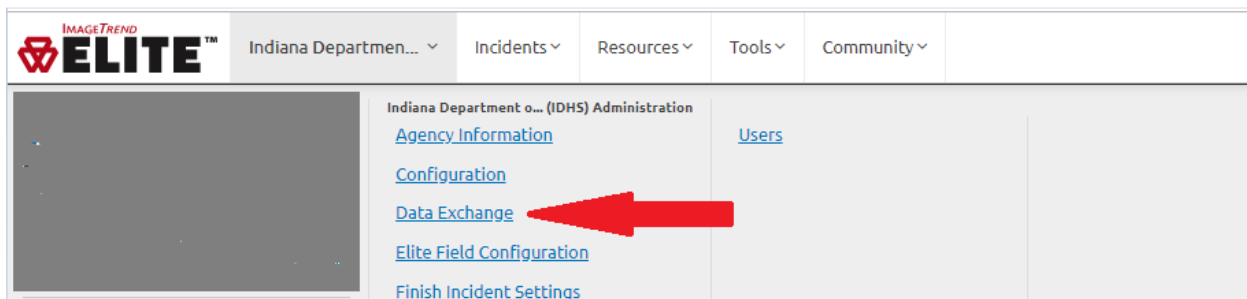 IMAGETREND
ELITE™
Indiana Departmen... Incidents Resources Tools Community
Indiana Department o... (IDHS) Administration
Agency Information Users
Configuration
Data Exchange
Elite Field Configuration
Finish Incident Settings